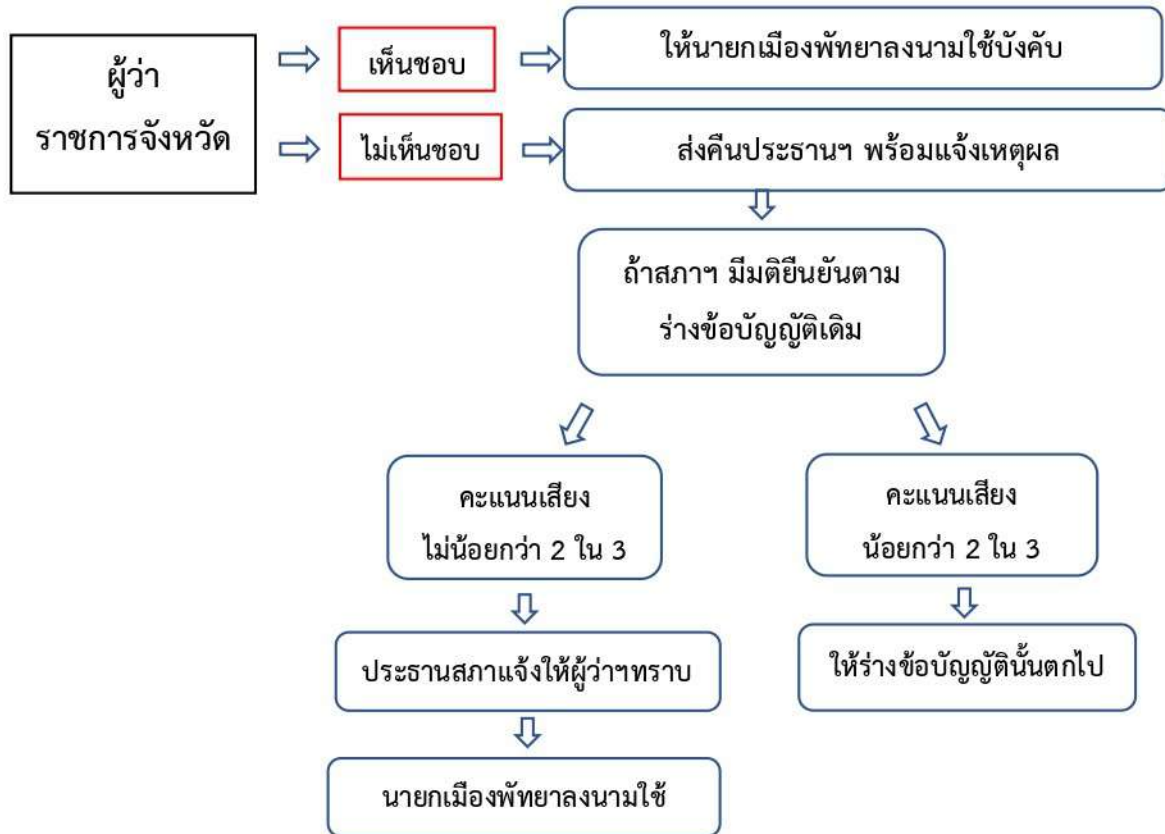 ผู้ว่า
ราชการจังหวัด
เห็นชอบ
ให้นายกเมืองพัทยาลงนามใช้บังคับ
ไม่เห็นชอบ
ส่งคืนประธานฯ พร้อมแจ้งเหตุผล
ถ้าสภาฯ มีมติยืนยันตาม
ร่างข้อบัญญัติเดิม
คะแนนเสียง
ไม่น้อยกว่า 2 ใน 3
คะแนนเสียง
น้อยกว่า 2 ใน 3
ประธานสภาแจ้งให้ผู้ว่าฯทราบ
ให้ร่างข้อบัญญัตินั้นตกไป
นายกเมืองพัทยาลงนามใช้